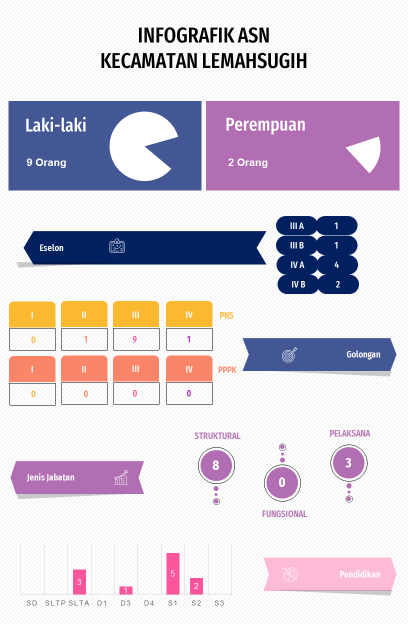 INFOGRAFIK ASN
KECAMATAN LEMAHSUGIH
Laki-laki
9 Orang
Perempuan
2 Orang
Eselon
III A 1
III B 1
IV A 4
IV B 2
I II III IV PNS
0 1 9 1
I II III IV PPPK
0 0 0 0
Golongan
Jenis Jabatan
STRUKTURAL
8
0
FUNGSIONAL
PELAKSANA
3
3 1 5 2
SD SLTP SLTA D1 D3 D4 S1 S2 S3
Pendidikan